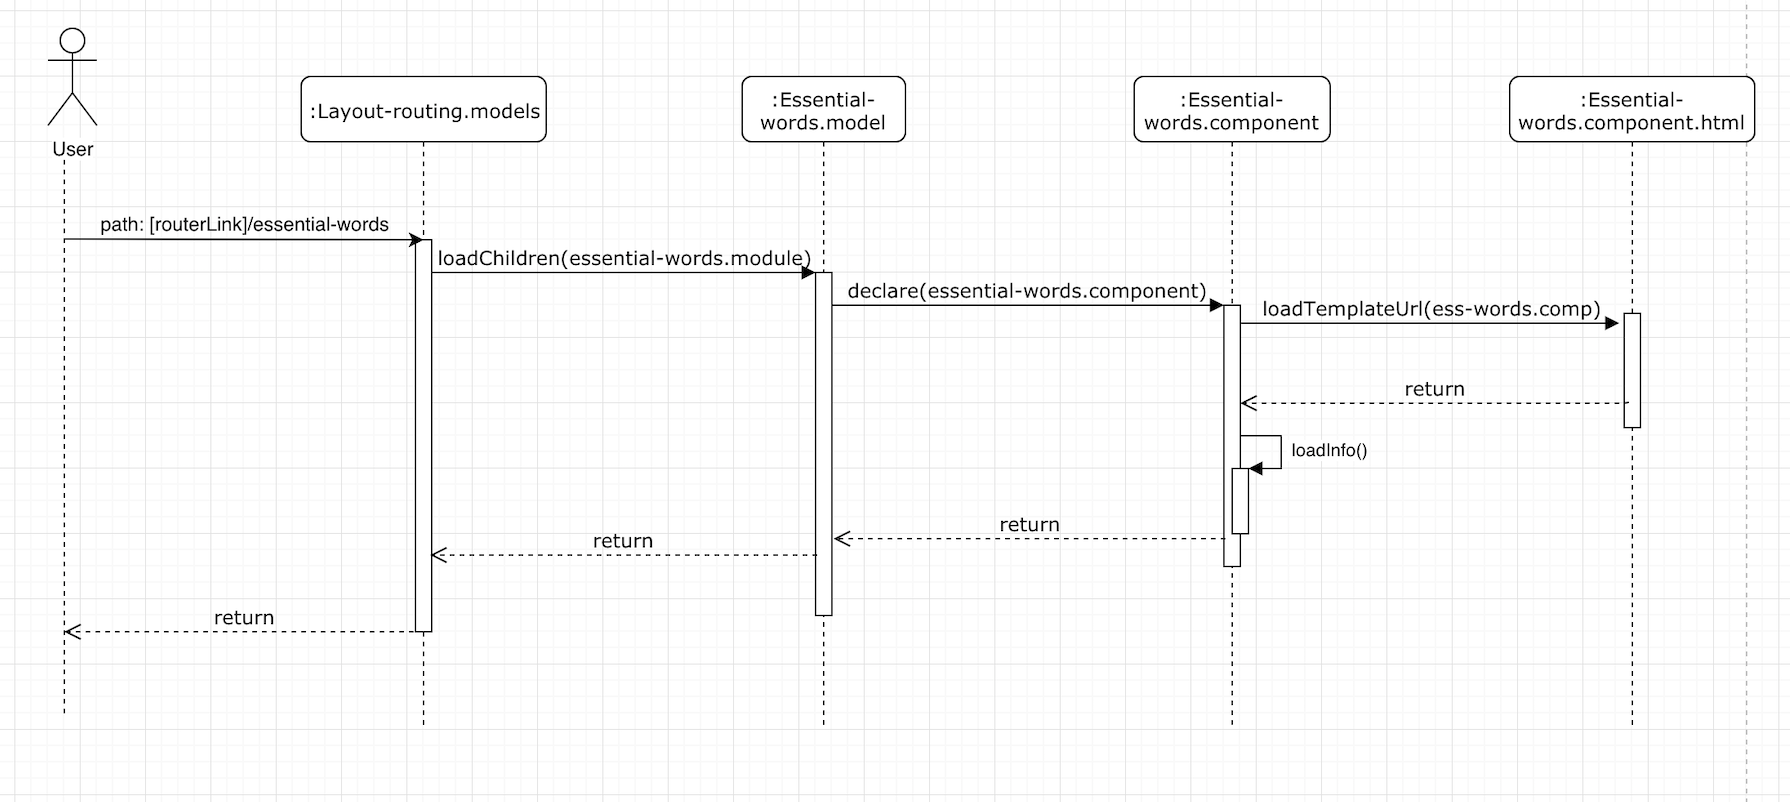 User
:Layout-routing.models
:Essential-
words.model
:Essential-
words.component
:Essential-
words.component.html
path: [routerLink]/essential-words
loadChildren(essential-words.module)
declare(essential-words.component)
loadTemplateUrl(ess-words.comp)
return
loadInfo()
return
return
return